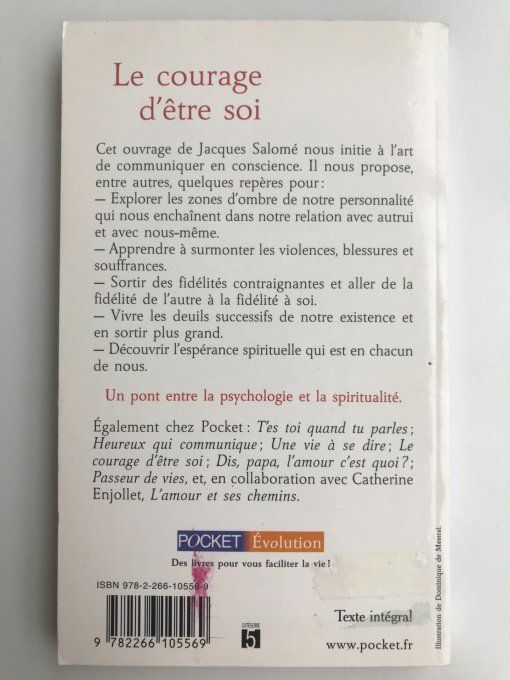 Le courage
d'être soi
Cet ouvrage de Jacques Salomé nous initie à l'art
de communiquer en conscience. Il nous propose,
entre autres, quelques repères pour :
— Explorer les zones d'ombre de notre personnalité
qui nous enchaînent dans notre relation avec autrui
et avec nous-même.
— Apprendre à surmonter les violences, blessures et
souffrances.
— Sortir des fidélités contraignantes et aller de la
fidélité de l'autre à la fidélité à soi.
— Vivre les deuils successifs de notre existence et
en sortir plus grand.
— Découvrir l'espérance spirituelle qui est en chacun
de nous.
Un pont entre la psychologie et la spiritualité.
Également chez Pocket : T'es toi quand tu parles ;
Heureux qui communique ; Une vie à se dire ; Le
courage d'être soi ; Dis, papa, l'amour c'est quoi ? ;
Passeur de vies, et, en collaboration avec Catherine
Enjollet, L'amour et ses chemins.
POCKET Évolution
Des livres pour vous faciliter la vie !
ISBN 978-2-266-10556-9
9 782266 105569
CATÉGORIE
5
Texte intégral
www.pocket.fr
Illustration de Dominique de Mestral.